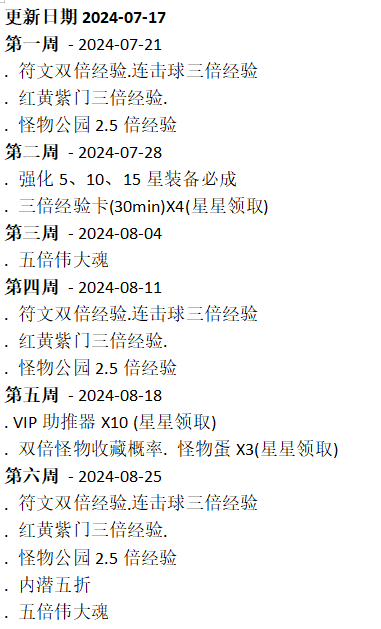 更新日期 2024-07-17
第一周 - 2024-07-21
. 符文双倍经验.连击球三倍经验
. 红黄紫门三倍经验.
. 怪物公园 2.5 倍经验
第二周 - 2024-07-28
. 强化 5、10、15 星装备必成
. 三倍经验卡(30min)X4(星星领取)
第三周 - 2024-08-04
. 五倍伟大魂
第四周 - 2024-08-11
. 符文双倍经验.连击球三倍经验
. 红黄紫门三倍经验.
. 怪物公园 2.5 倍经验
第五周 - 2024-08-18
. VIP 助推器 X10 (星星领取)
. 双倍怪物收藏概率. 怪物蛋 X3(星星领取)
第六周 - 2024-08-25
. 符文双倍经验.连击球三倍经验
. 红黄紫门三倍经验.
. 怪物公园 2.5 倍经验
. 内潜五折
. 五倍伟大魂